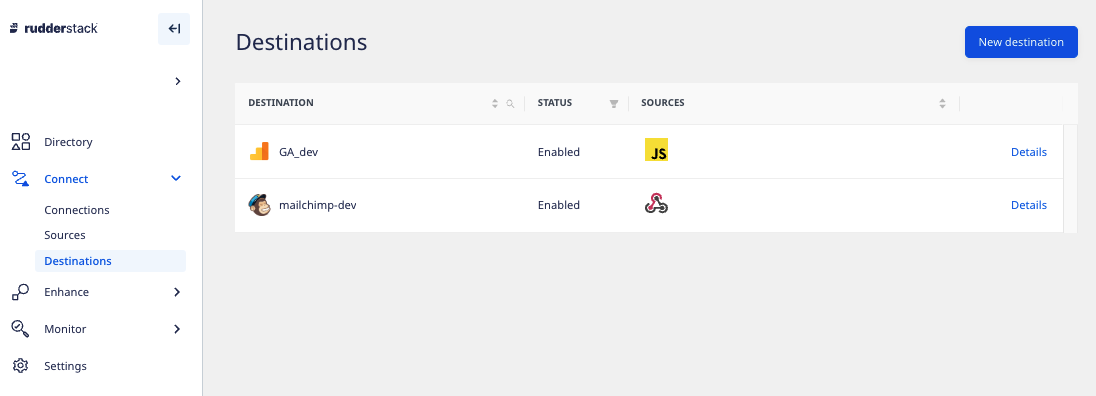 rudderstack
Directory
Connect
Connections
Sources
Destinations
Enhance
Monitor
Settings
Destinations
New destination
DESTINATION STATUS SOURCES
GA_dev Enabled JS Details
mailchimp-dev Enabled Details